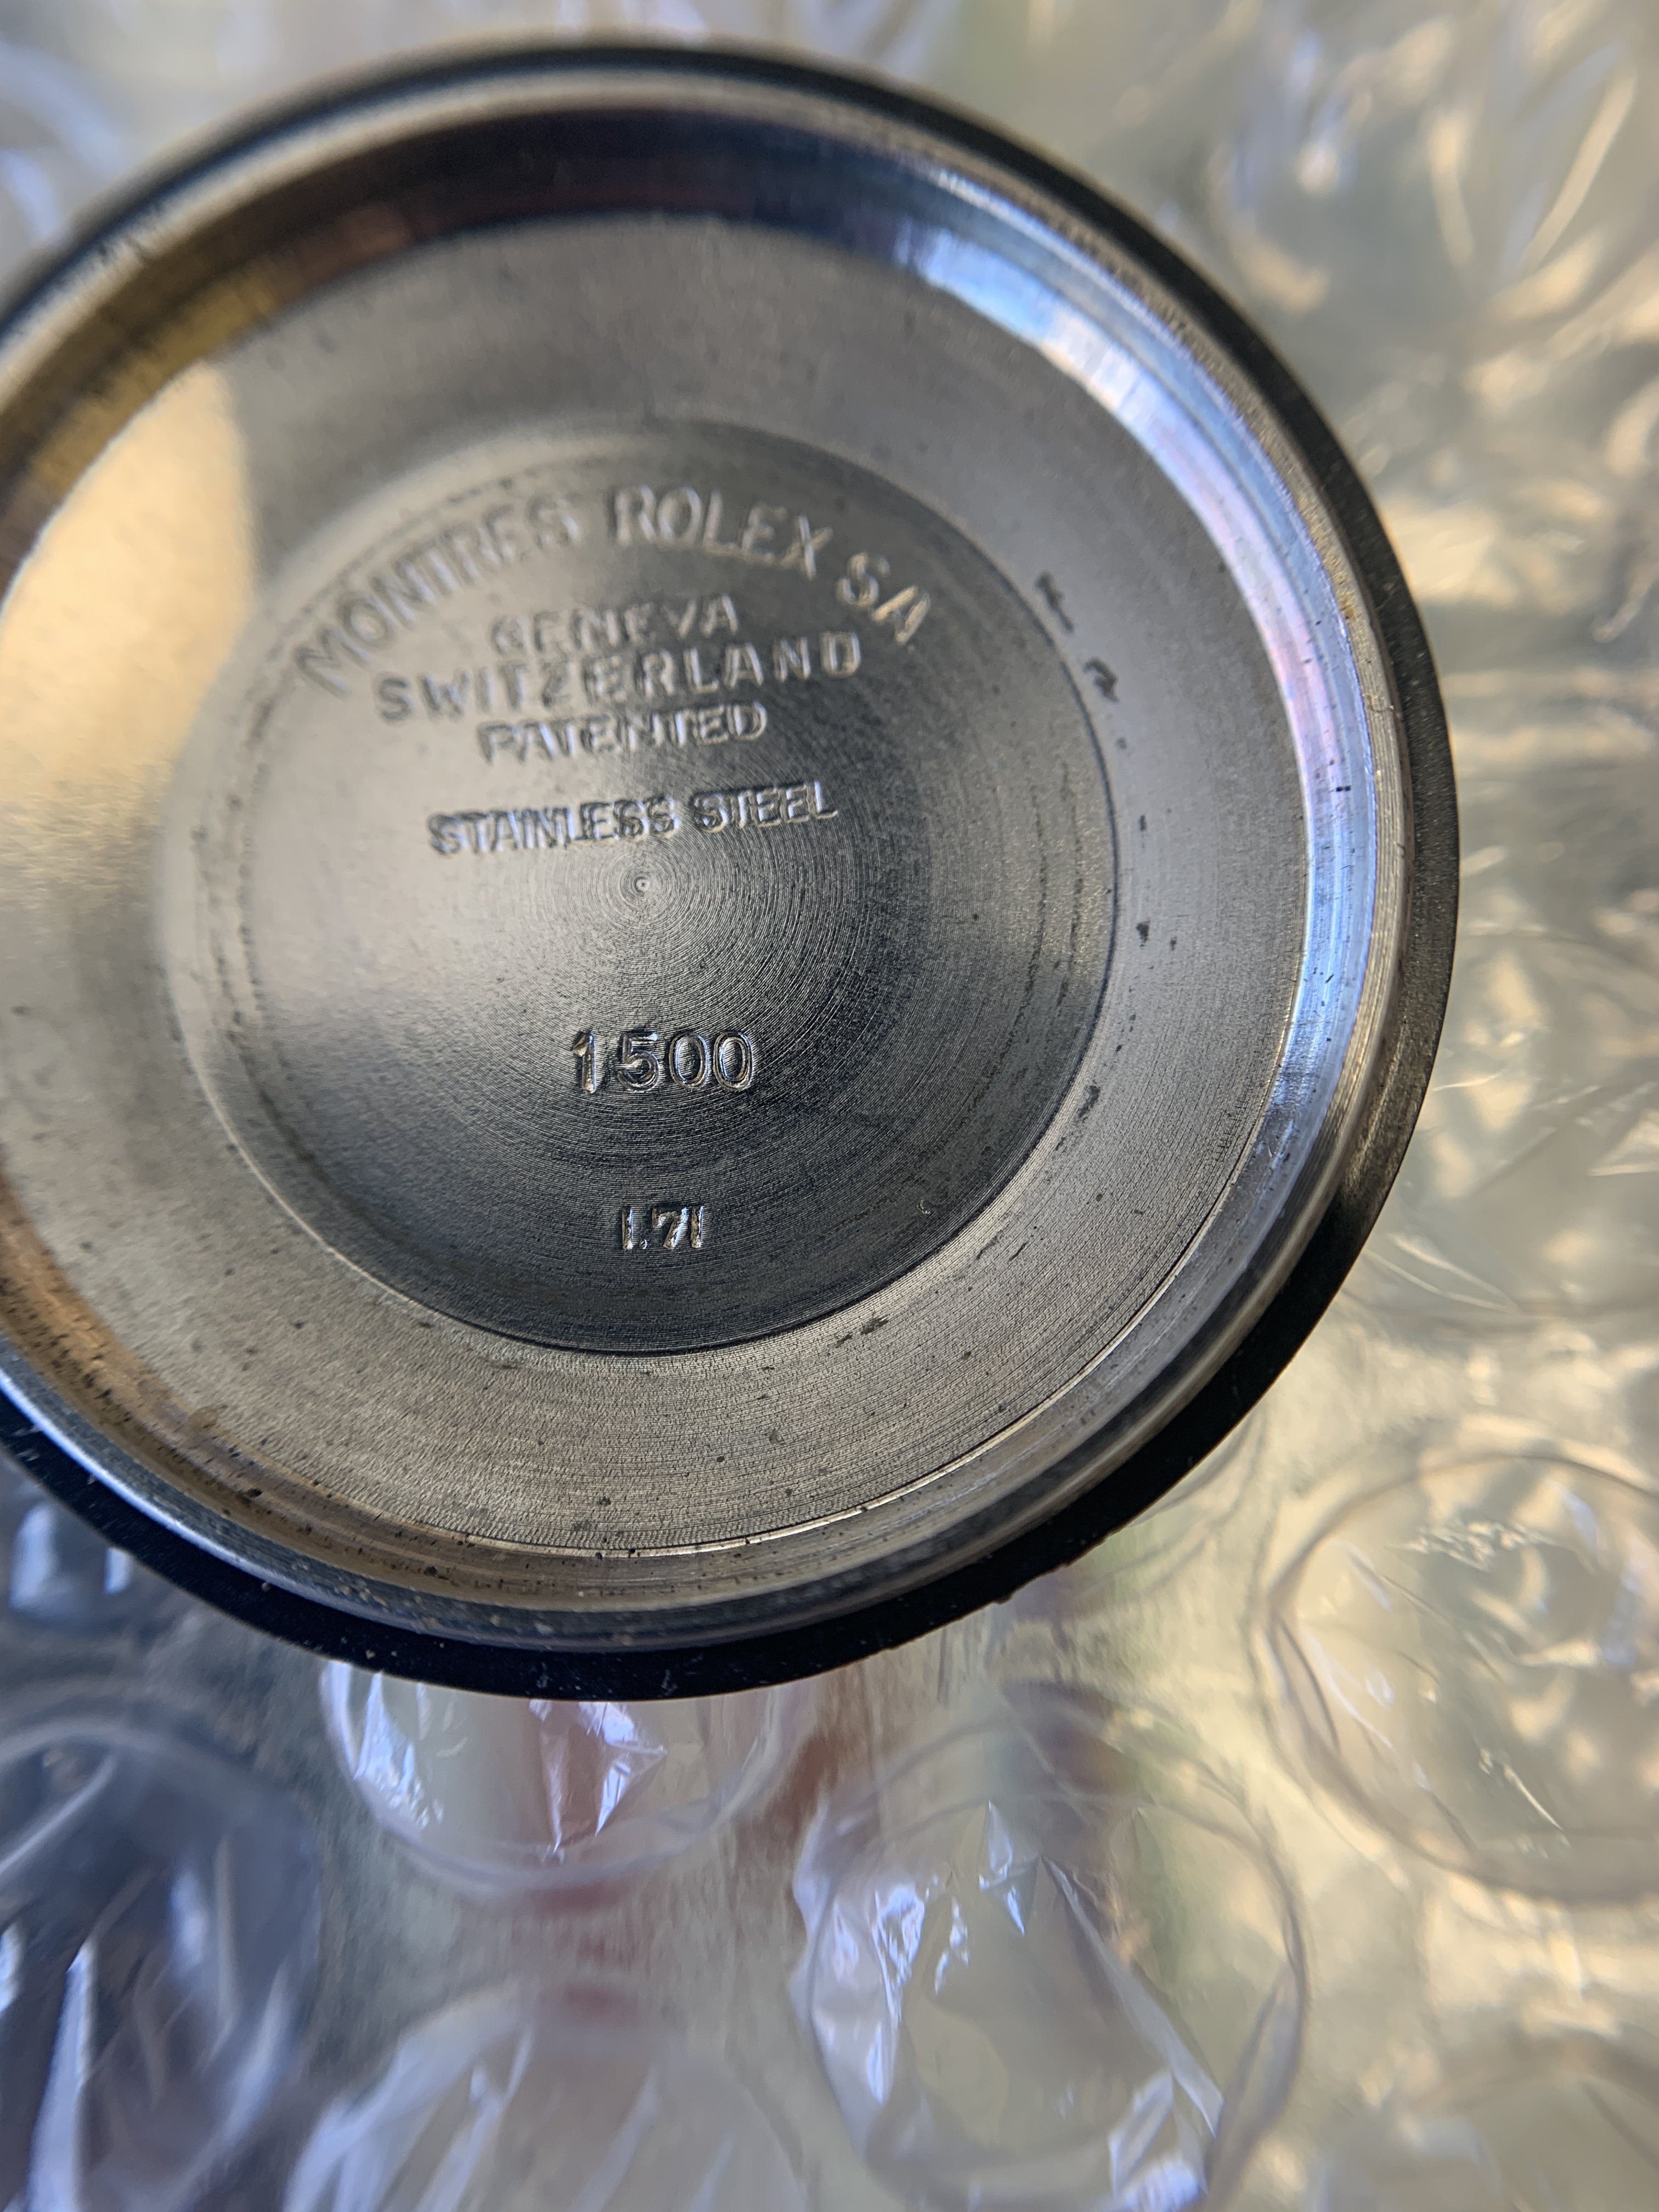 MONTRES ROLEX SA
GENEVA
SWITZERLAND
PATENTED
STAINLESS STEEL
1500
I.71